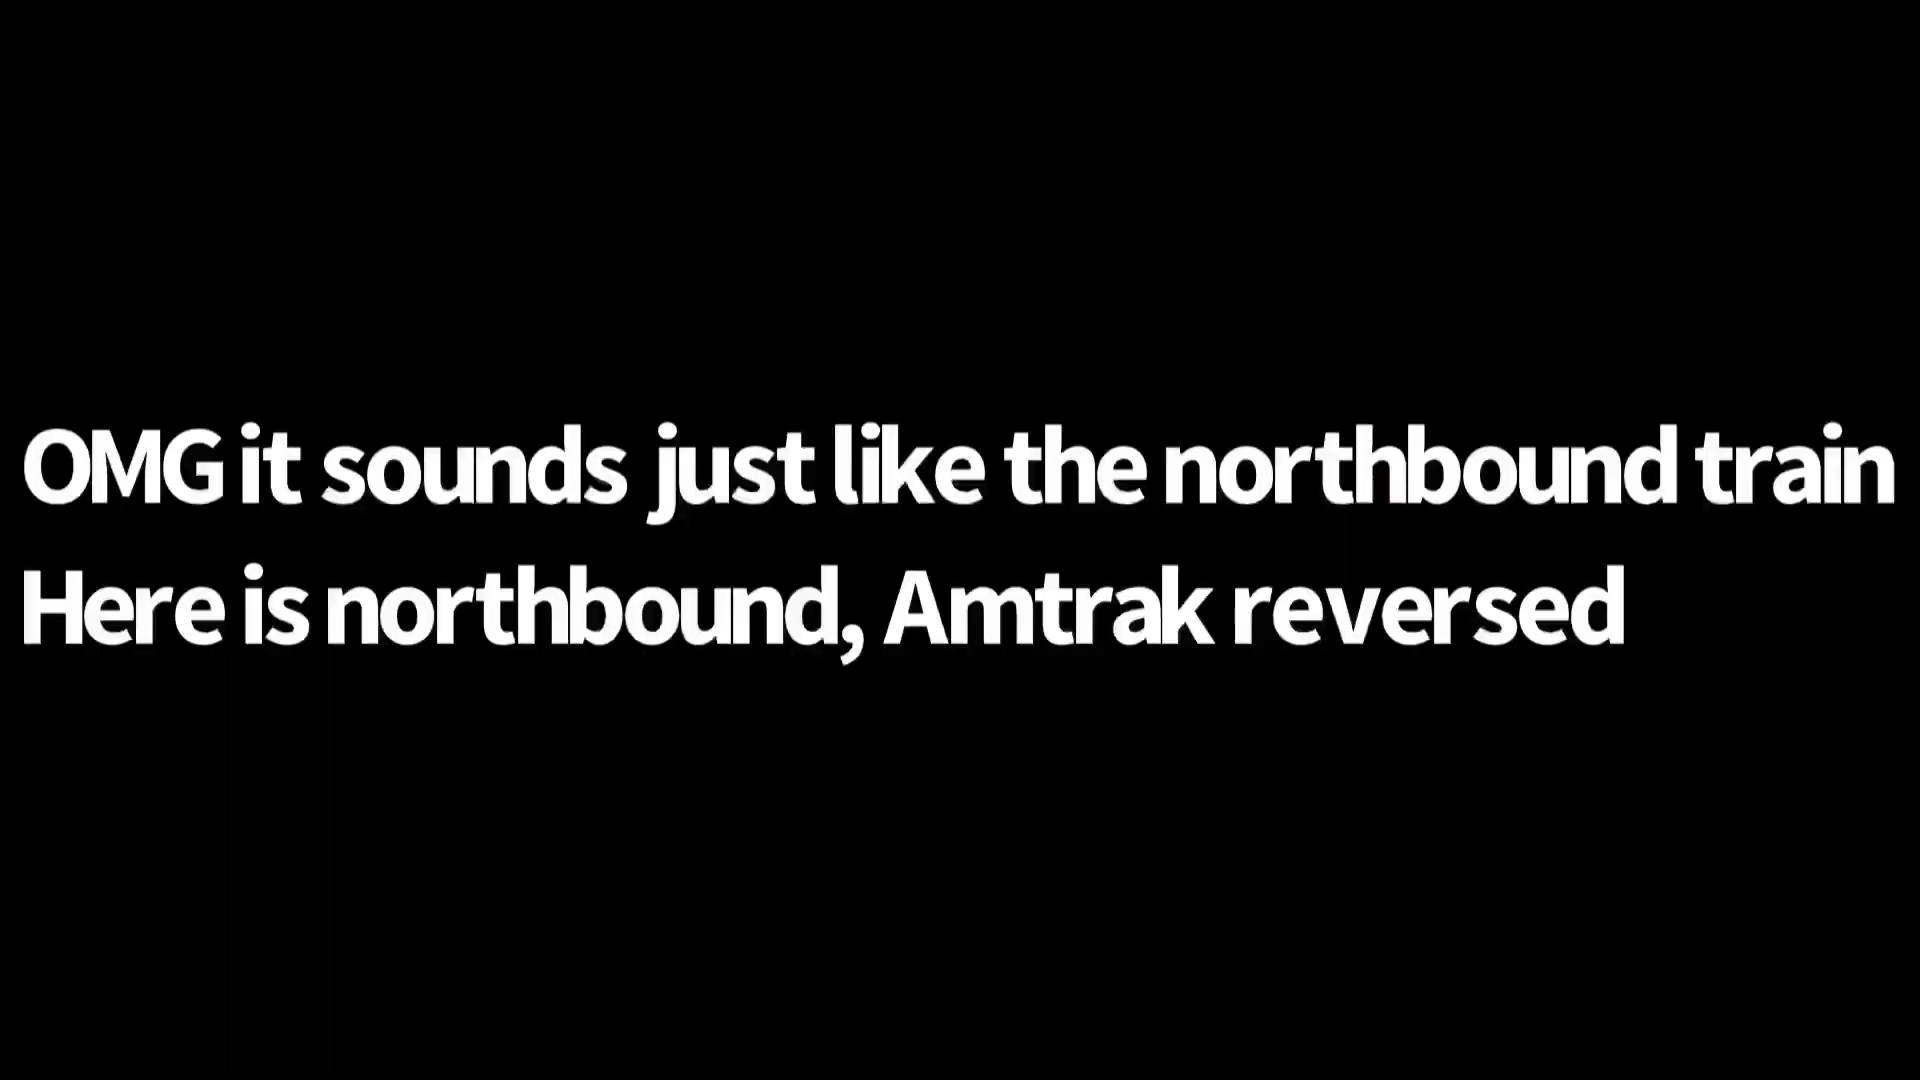 OMG it sounds just like the northbound train
Here is northbound, Amtrak reversed